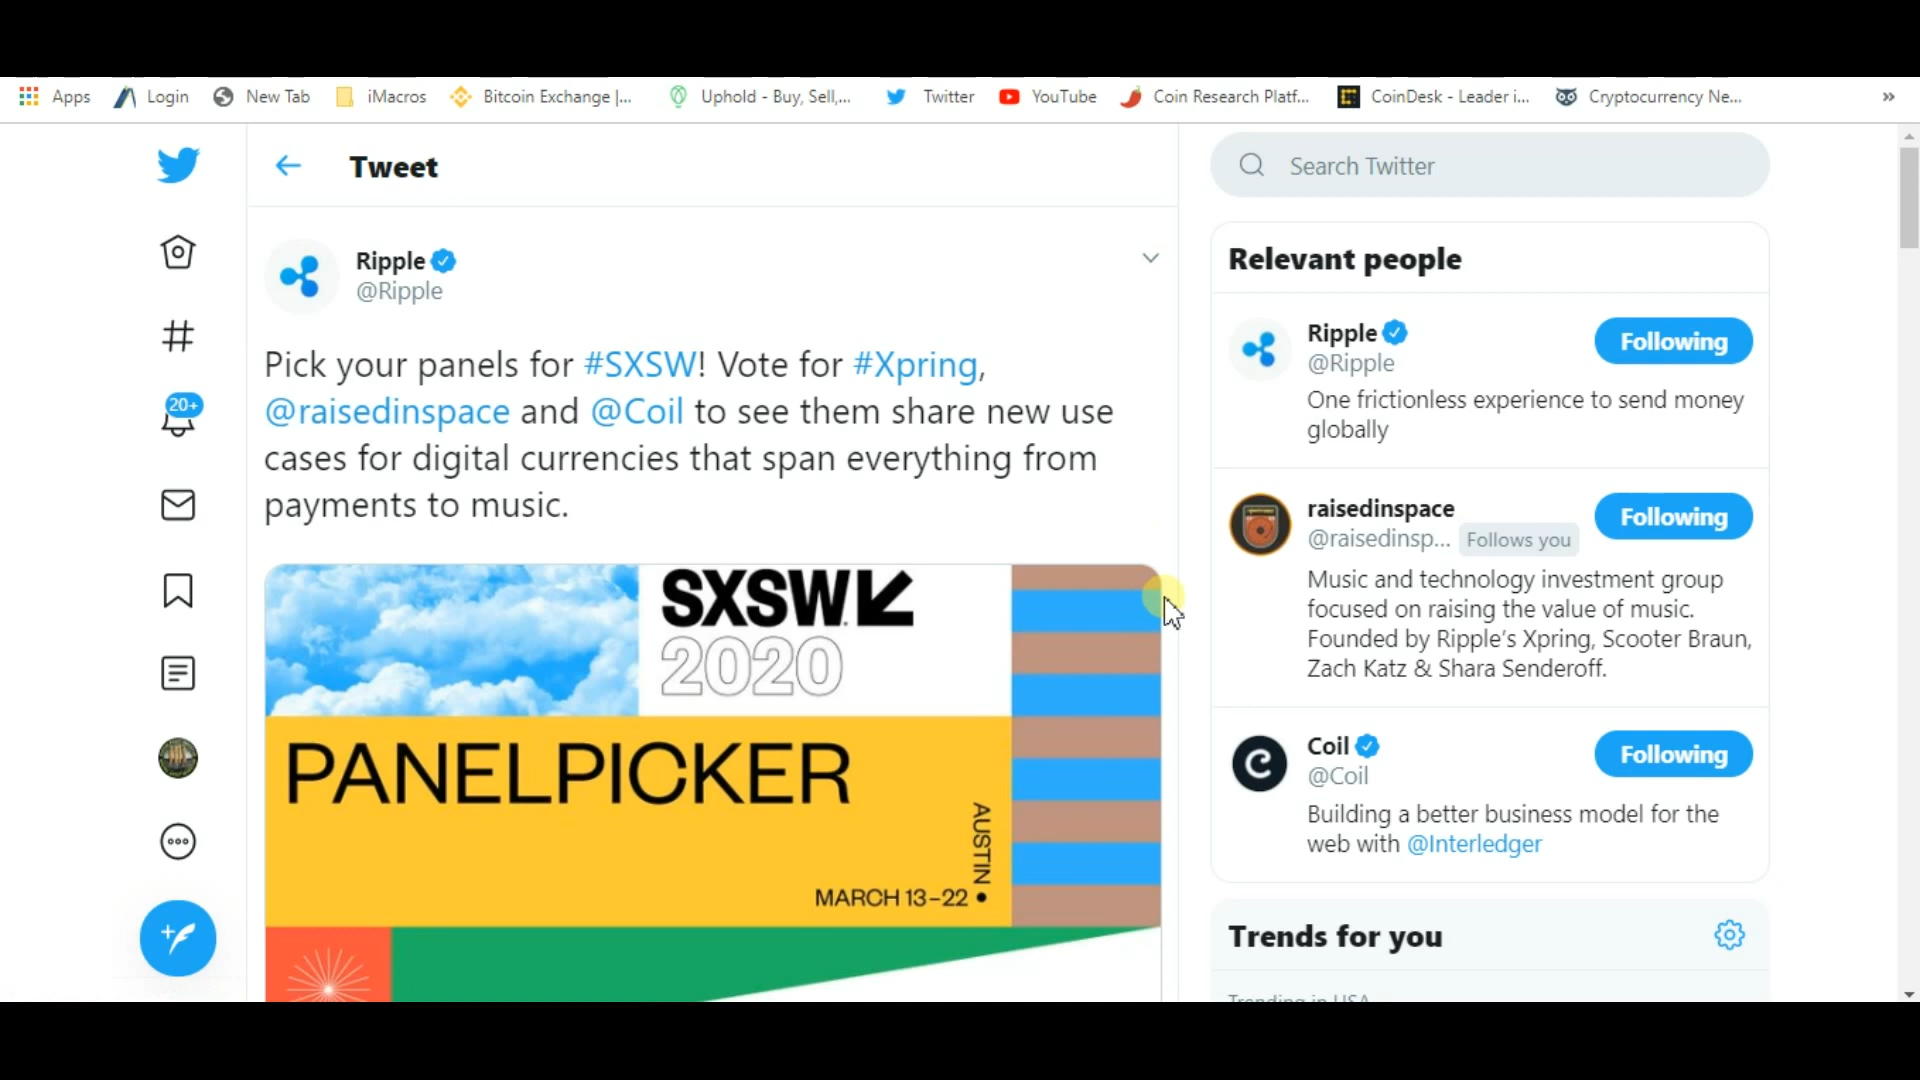 Apps Login New Tab iMacros Bitcoin Exchange |... Uphold - Buy, Sell,... Twitter YouTube Coin Research Platf... CoinDesk - Leader i... Cryptocurrency Ne... »
Tweet
Search Twitter
Ripple
@Ripple
Pick your panels for #SXSW! Vote for #Xpring,
@raisedinspace and @Coil to see them share new use
cases for digital currencies that span everything from
payments to music.
SXSW
2020
PANELPICKER
AUSTIN •
MARCH 13-22
20+
Relevant people
Ripple
@Ripple
Following
One frictionless experience to send money
globally
raisedinspace
@raisedinsp... Follows you
Following
Music and technology investment group
focused on raising the value of music.
Founded by Ripple's Xpring, Scooter Braun,
Zach Katz & Shara Senderoff.
Coil
@Coil
Following
Building a better business model for the
web with @Interledger
Trends for you
Trending in USA